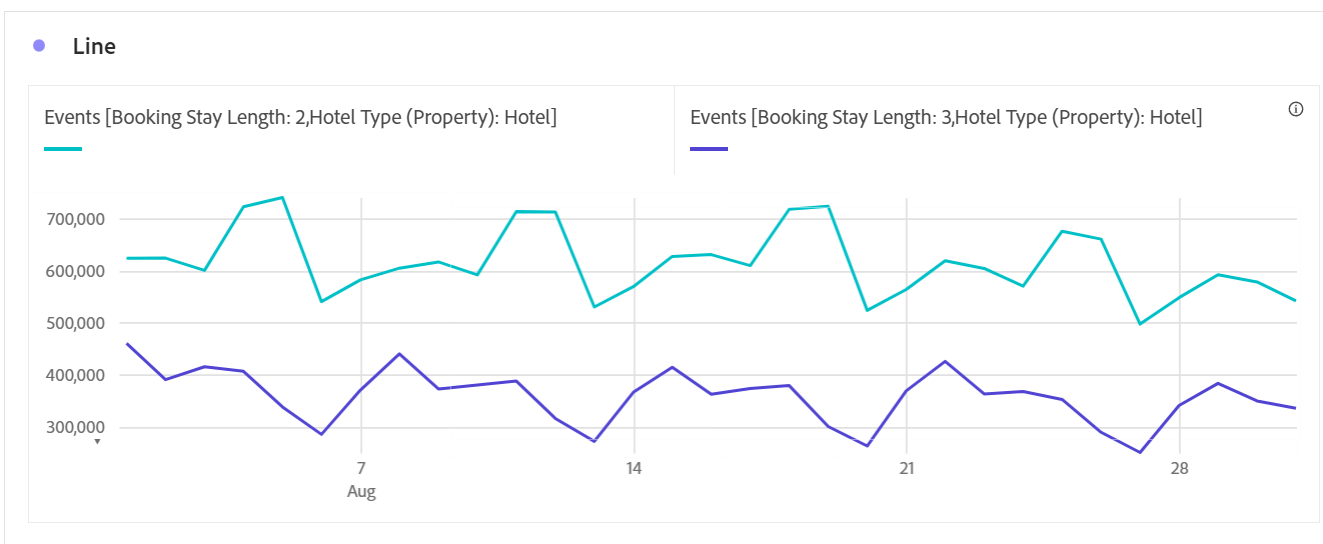 Line
Events [Booking Stay Length: 2,Hotel Type (Property): Hotel]
Events [Booking Stay Length: 3,Hotel Type (Property): Hotel]
700,000
600,000
500,000
400,000
300,000
7
14
21
28
Aug